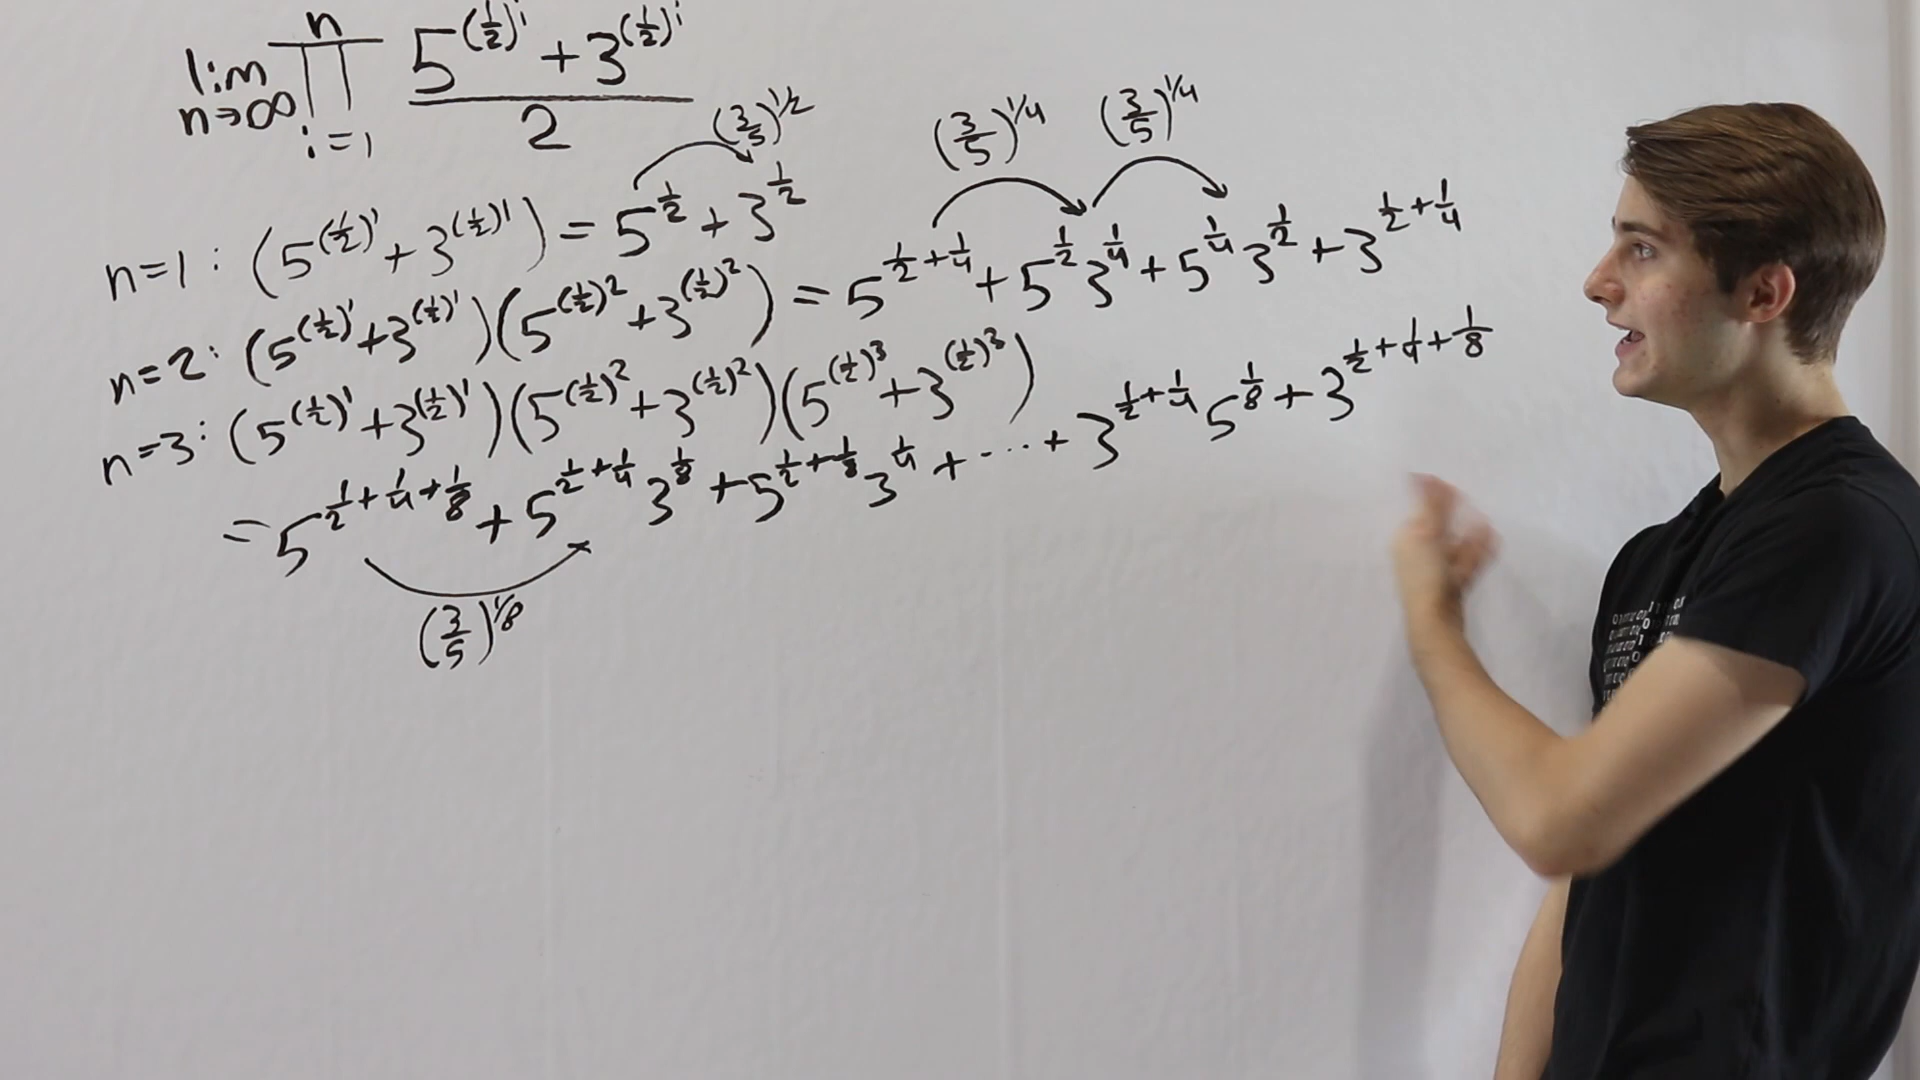 lim n→∞ ∏ i=1 n (5^(1/2)^i + 3^(1/2)^i)/2
(3/5)^1/2 (3/5)^1/4 (3/5)^1/4
n=1: (5^(1/2)^1 + 3^(1/2)^1) = 5^1/2 + 3^1/2
n=2: (5^(1/2)^1 + 3^(1/2)^1)(5^(1/2)^2 + 3^(1/2)^2) = 5^1/2+1/4 + 5^1/2 3^1/4 + 5^1/4 3^1/2 + 3^1/2+1/4
n=3: (5^(1/2)^1 + 3^(1/2)^1)(5^(1/2)^2 + 3^(1/2)^2)(5^(1/2)^3 + 3^(1/2)^3)
= 5^1/2+1/4+1/8 + 5^1/2+1/4 3^1/8 + 5^1/2+1/8 3^1/4 + ... + 3^1/2+1/4 5^1/8 + 3^1/2+1/4+1/8
(3/5)^1/8